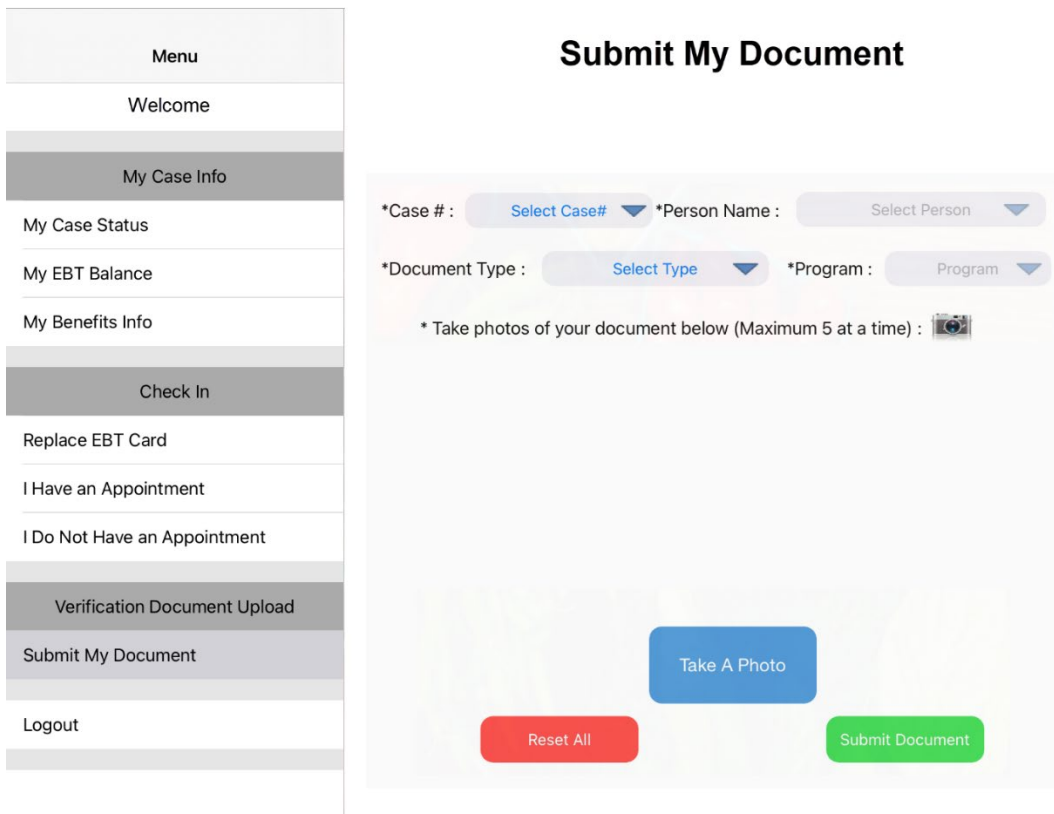 Menu
Welcome
My Case Info
My Case Status
My EBT Balance
My Benefits Info
Check In
Replace EBT Card
I Have an Appointment
I Do Not Have an Appointment
Verification Document Upload
Submit My Document
Logout
Submit My Document
*Case # : Select Case# *Person Name : Select Person
*Document Type : Select Type *Program : Program
* Take photos of your document below (Maximum 5 at a time) :
Take A Photo
Reset All Submit Document